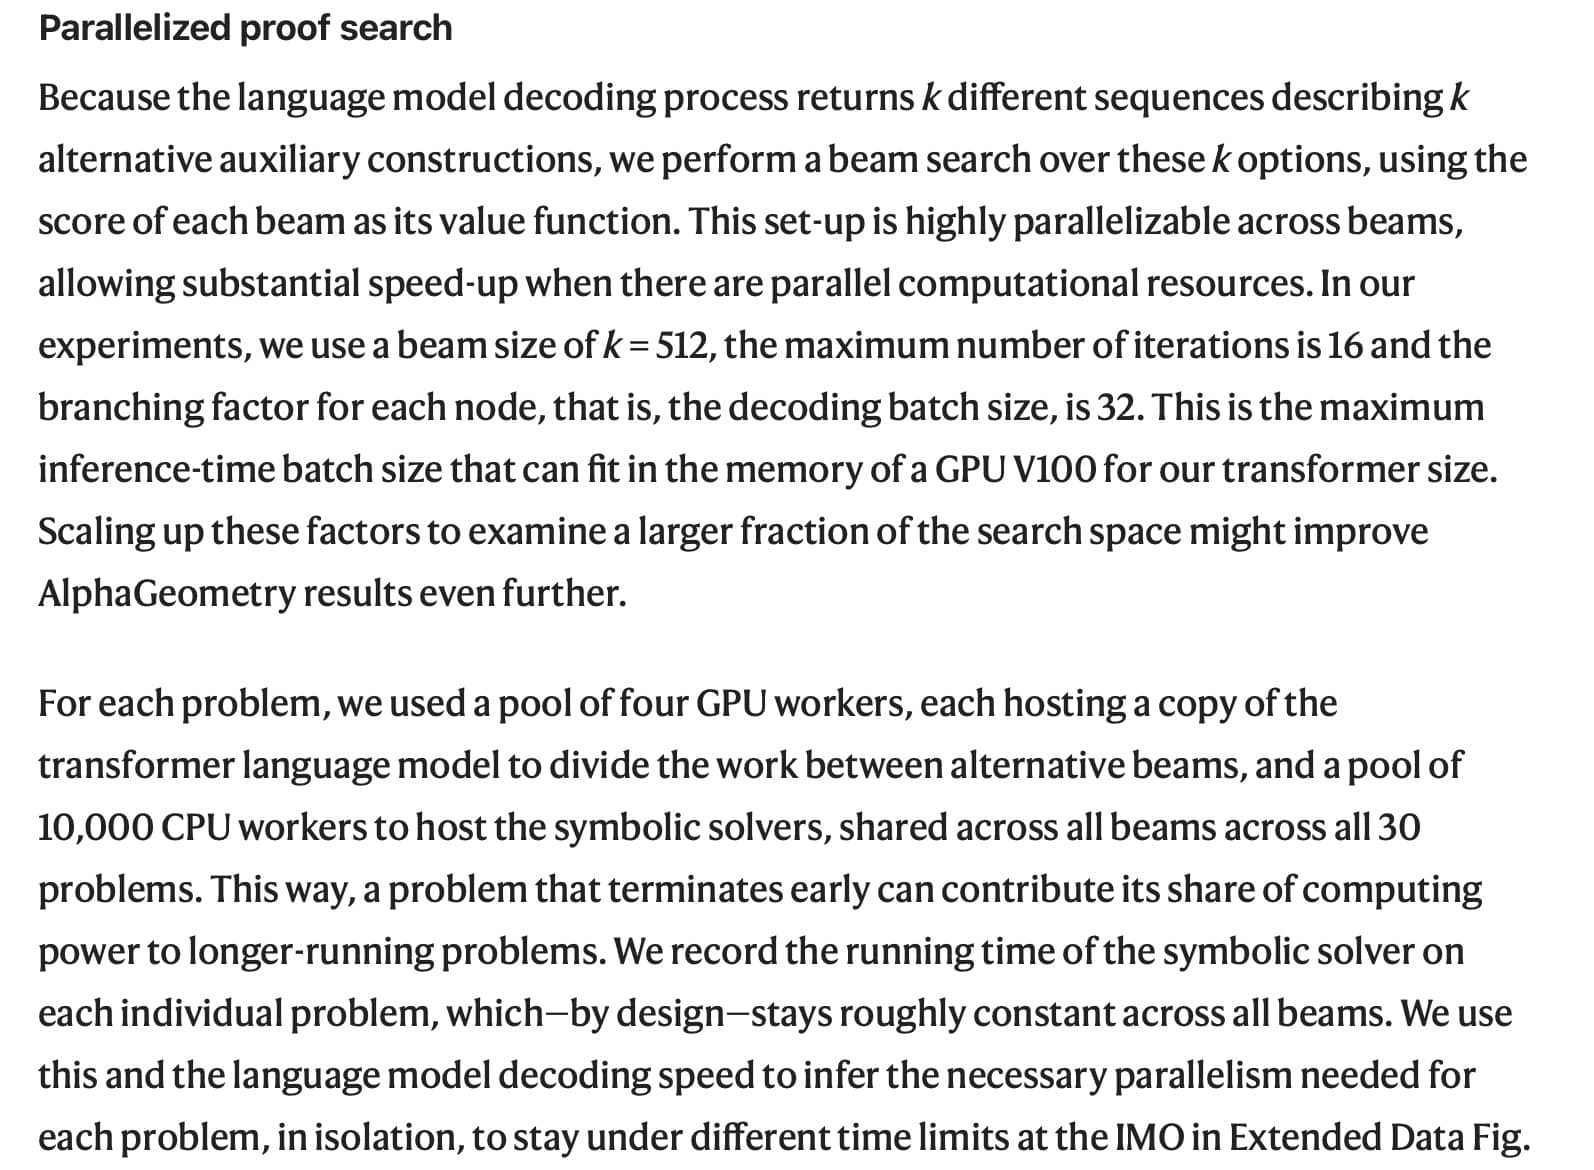 Parallelized proof search
Because the language model decoding process returns k different sequences describing k
alternative auxiliary constructions, we perform a beam search over these k options, using the
score of each beam as its value function. This set-up is highly parallelizable across beams,
allowing substantial speed-up when there are parallel computational resources. In our
experiments, we use a beam size of k = 512, the maximum number of iterations is 16 and the
branching factor for each node, that is, the decoding batch size, is 32. This is the maximum
inference-time batch size that can fit in the memory of a GPU V100 for our transformer size.
Scaling up these factors to examine a larger fraction of the search space might improve
AlphaGeometry results even further.
For each problem, we used a pool of four GPU workers, each hosting a copy of the
transformer language model to divide the work between alternative beams, and a pool of
10,000 CPU workers to host the symbolic solvers, shared across all beams across all 30
problems. This way, a problem that terminates early can contribute its share of computing
power to longer-running problems. We record the running time of the symbolic solver on
each individual problem, which—by design—stays roughly constant across all beams. We use
this and the language model decoding speed to infer the necessary parallelism needed for
each problem, in isolation, to stay under different time limits at the IMO in Extended Data Fig.